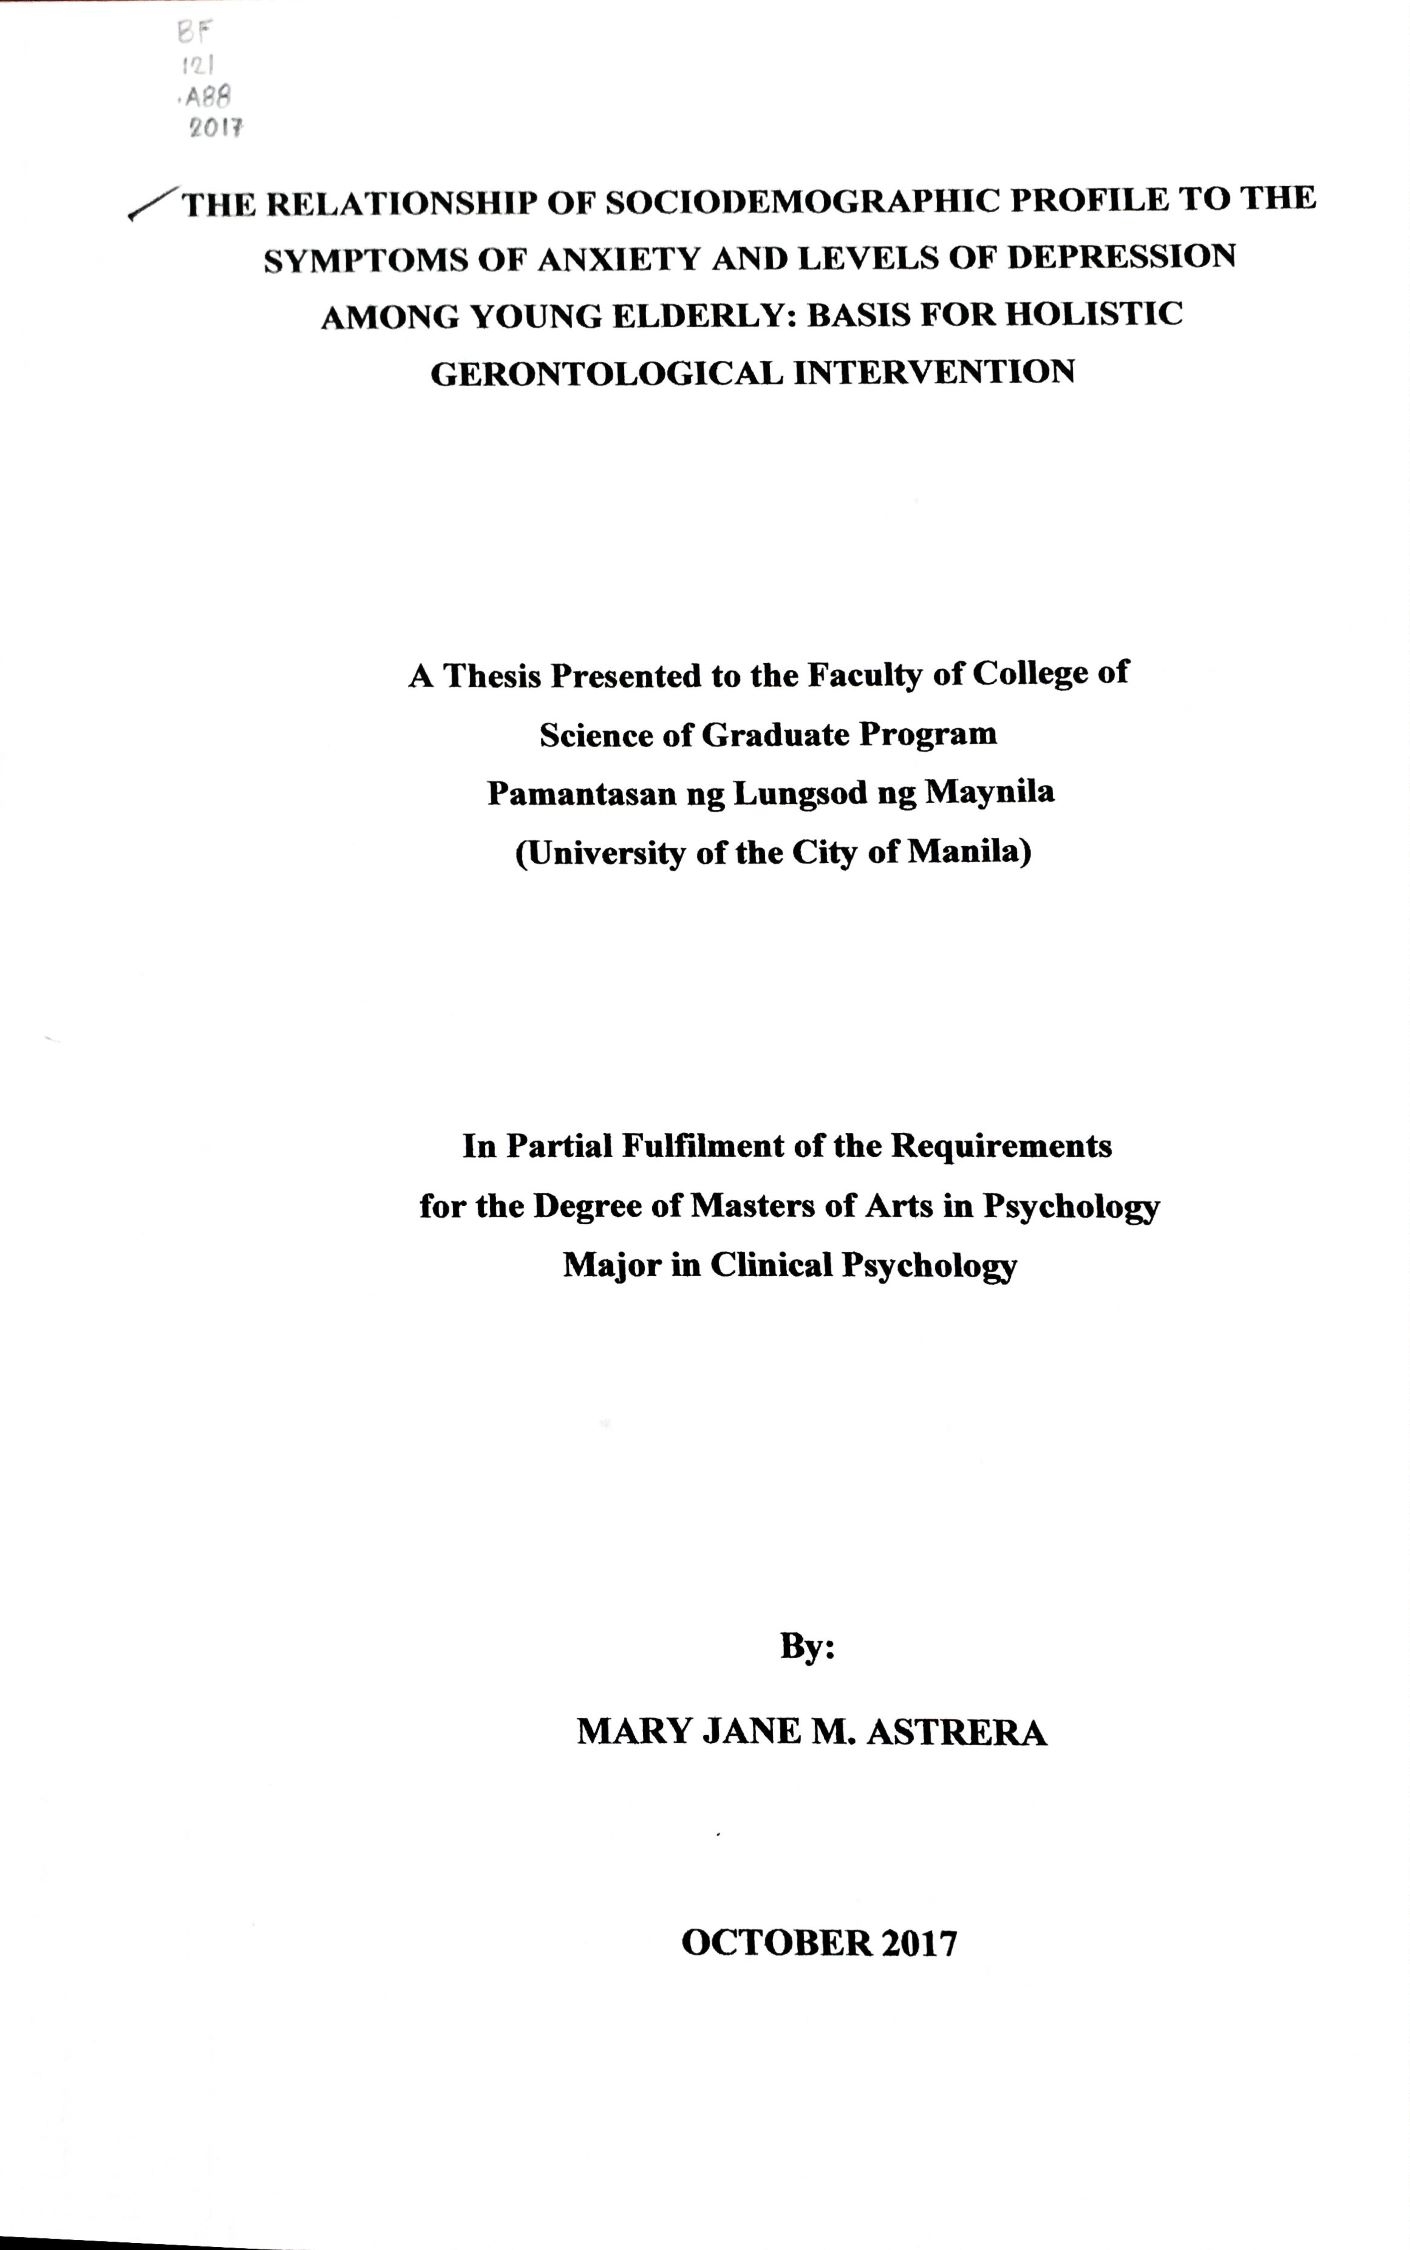 BF
121
.A88
2017
THE RELATIONSHIP OF SOCIODEMOGRAPHIC PROFILE TO THE
SYMPTOMS OF ANXIETY AND LEVELS OF DEPRESSION
AMONG YOUNG ELDERLY: BASIS FOR HOLISTIC
GERONTOLOGICAL INTERVENTION
A Thesis Presented to the Faculty of College of
Science of Graduate Program
Pamantasan ng Lungsod ng Maynila
(University of the City of Manila)
In Partial Fulfilment of the Requirements
for the Degree of Masters of Arts in Psychology
Major in Clinical Psychology
By:
MARY JANE M. ASTRERA
OCTOBER 2017